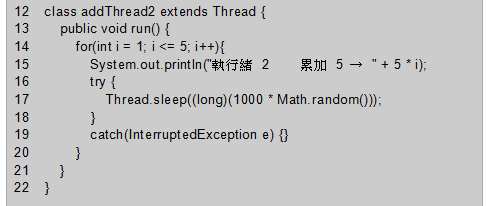 12 class addThread2 extends Thread {
13 public void run() {
14 for(int i = 1; i <= 5; i++){
15 System.out.println("執行緒 2 累加 5 → " + 5 * i);
16 try {
17 Thread.sleep((long)(1000 * Math.random()));
18 }
19 catch(InterruptedException e) {}
20 }
21 }
22 }